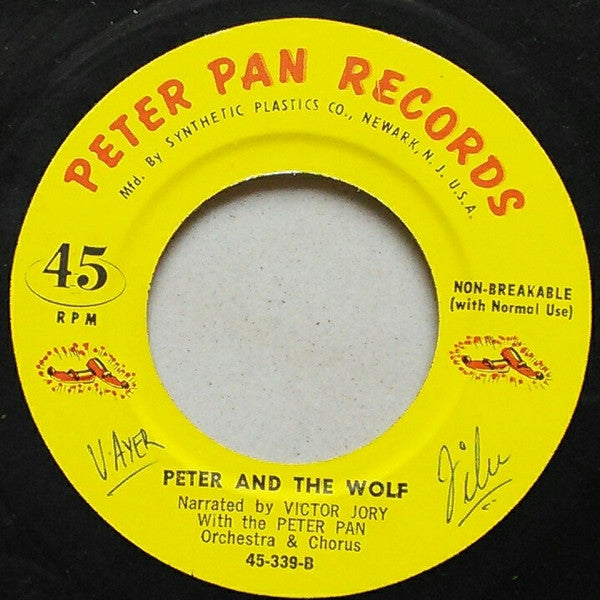 PETER PAN RECORDS
Mfd. By SYNTHETIC PLASTICS CO., NEWARK, N. J. U.S.A.
45
RPM
NON-BREAKABLE
(with Normal Use)
V. AYER
PETER AND THE WOLF
Narrated by VICTOR JORY
With the PETER PAN
Orchestra & Chorus
45-339-B